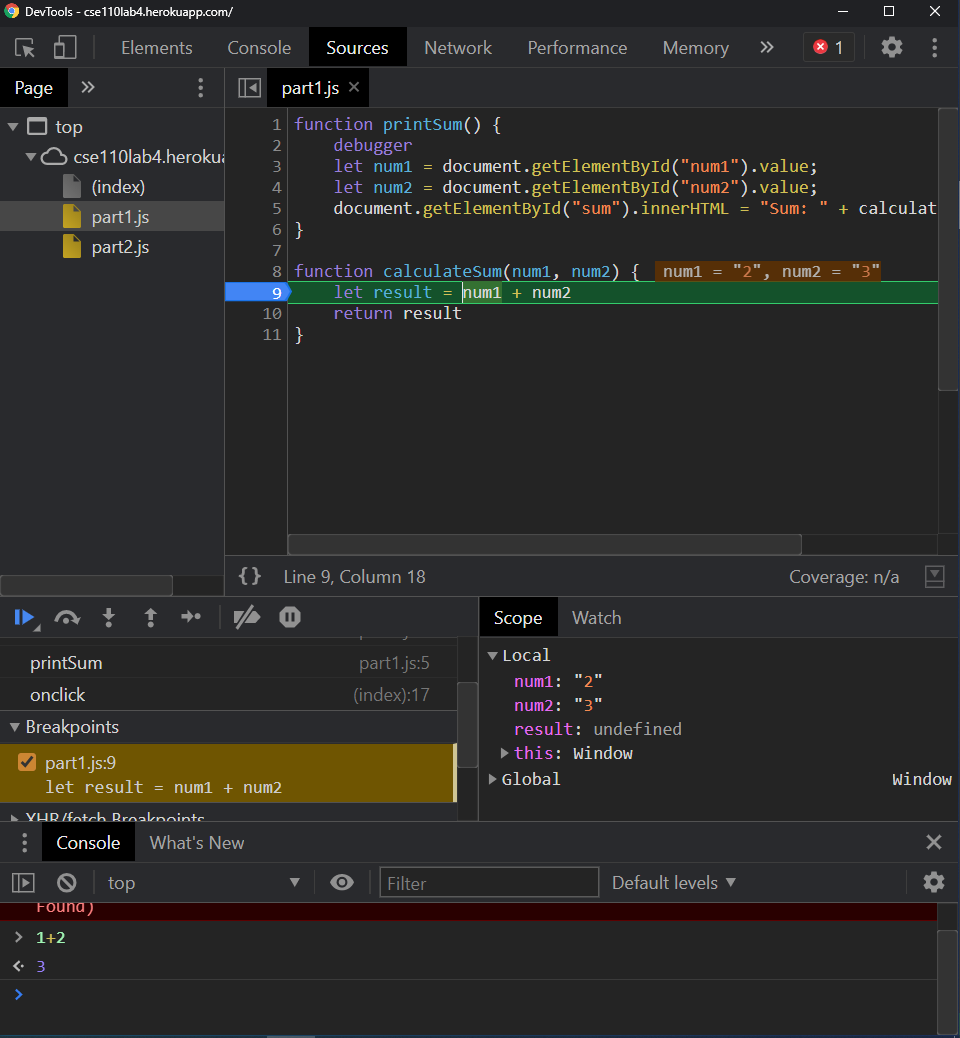 DevTools - cse110lab4.herokuapp.com/
Elements Console Sources Network Performance Memory » 1
Page » part1.js ×
top
cse110lab4.heroku
(index)
part1.js
part2.js
1 function printSum() {
2 debugger
3 let num1 = document.getElementById("num1").value;
4 let num2 = document.getElementById("num2").value;
5 document.getElementById("sum").innerHTML = "Sum: " + calculat
6 }
7
8 function calculateSum(num1, num2) { num1 = "2", num2 = "3"
9 let result = num1 + num2
10 return result
11 }
{} Line 9, Column 18 Coverage: n/a
printSum part1.js:5
onclick (index):17
Breakpoints
part1.js:9
let result = num1 + num2
XHR/fetch Breakpoints
Scope Watch
Local
num1: "2"
num2: "3"
result: undefined
this: Window
Global Window
Console What's New
top Filter Default levels
Found)
> 1+2
3
>